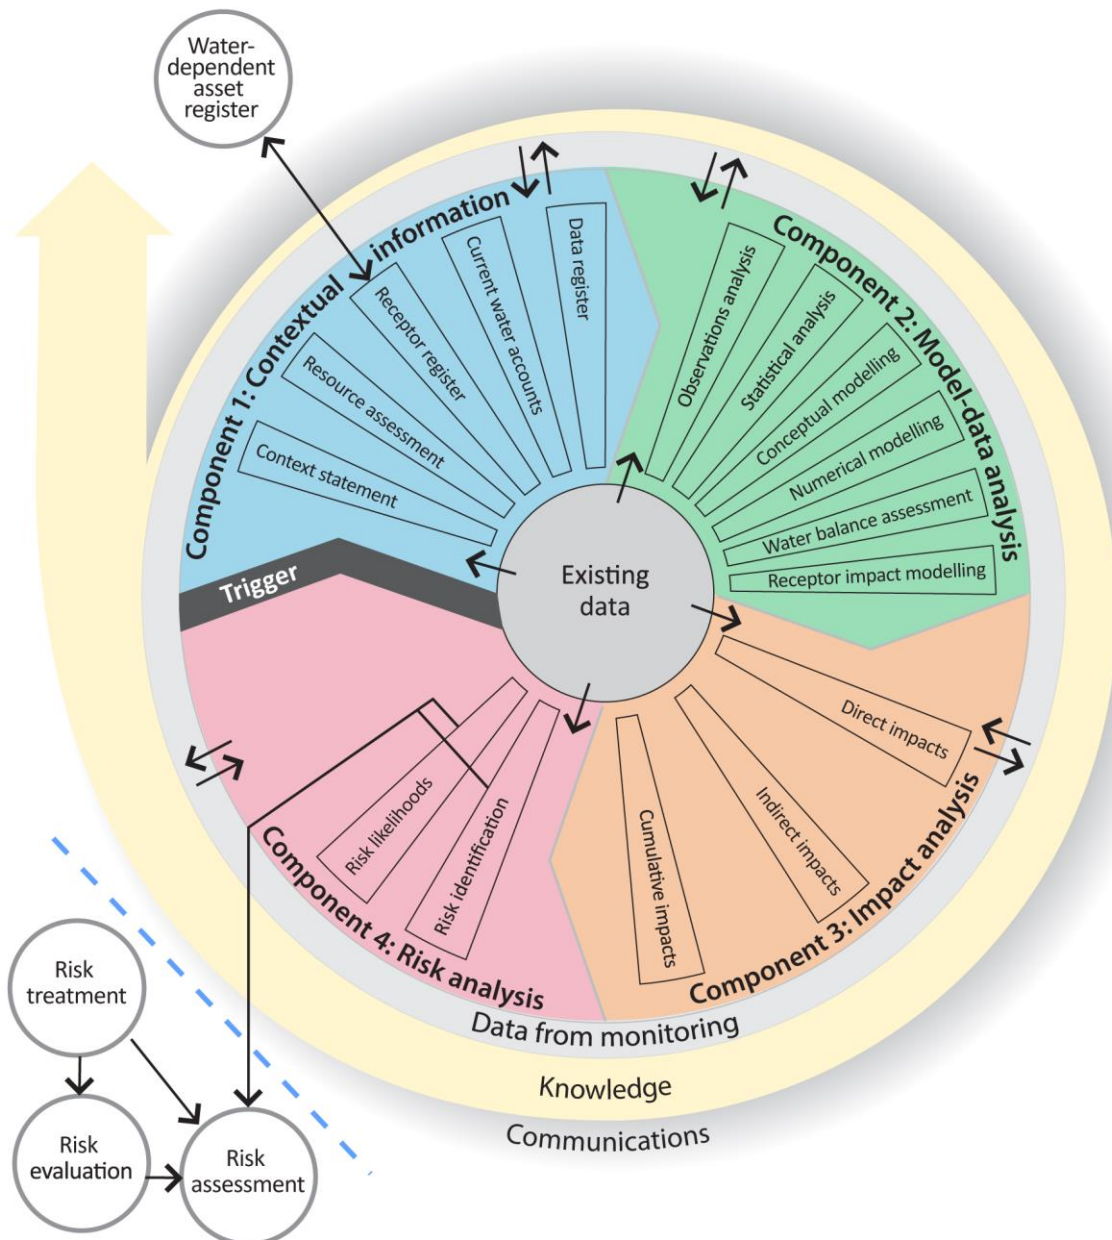 Water-
dependent
asset
register
Component 1: Contextual information
Context statement
Resource assessment
Receptor register
Current water accounts
Data register
Component 2: Model-data analysis
Observations analysis
Statistical analysis
Conceptual modelling
Numerical modelling
Water balance assessment
Receptor impact modelling
Existing
data
Trigger
Component 3: Impact analysis
Direct impacts
Indirect impacts
Cumulative impacts
Component 4: Risk analysis
Risk likelihoods
Risk identification
Data from monitoring
Knowledge
Communications
Risk
treatment
Risk
evaluation
Risk
assessment